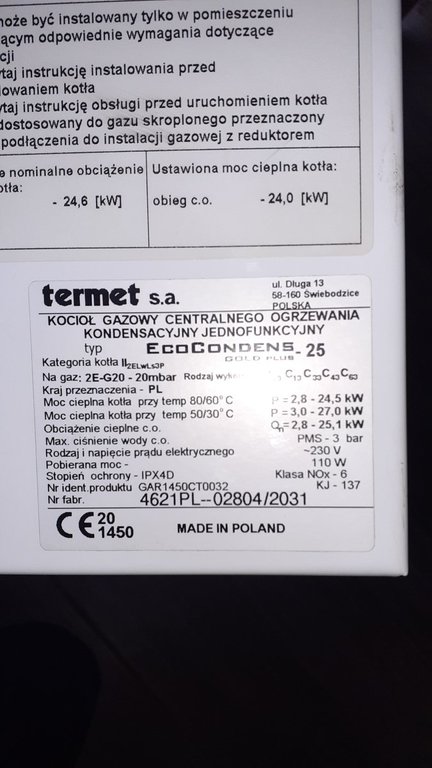 może być instalowany tylko w pomieszczeniu
ącym odpowiednie wymagania dotyczące
cji
taj instrukcję instalowania przed
lowaniem kotła
taj instrukcję obsługi przed uruchomieniem kotła
dostosowany do gazu skroplonego przeznaczony
podłączenia do instalacji gazowej z reduktorem
e nominalne obciążenie
otła:
- 24,6 [kW]
Ustawiona moc cieplna kotła:
obieg c.o. - 24,0 [kW]
termet s.a.
ul. Długa 13
58-160 Świebodzice
POLSKA
KOCIOŁ GAZOWY CENTRALNEGO OGRZEWANIA
KONDENSACYJNY JEDNOFUNKCYJNY
typ EcoCondens - 25
GOLD PLUS
Kategoria kotła II2ELwLs3P
Na gaz: 2E-G20 - 20mbar Rodzaj wykon C13C33C43C63
Kraj przeznaczenia - PL
Moc cieplna kotła przy temp 80/60°C P = 2,8 - 24,5 kW
Moc cieplna kotła przy temp 50/30°C P = 3,0 - 27,0 kW
Obciążenie cieplne c.o. Qn= 2,8 - 25,1 kW
Max. ciśnienie wody c.o. PMS - 3 bar
Rodzaj i napięcie prądu elektrycznego ~230 V
Pobierana moc - 110 W
Stopień ochrony - IPX4D Klasa NOx - 6
Nr ident.produktu GAR1450CT0032 KJ - 137
Nr fabr. 4621PL--02804/2031
CE 20
1450
MADE IN POLAND